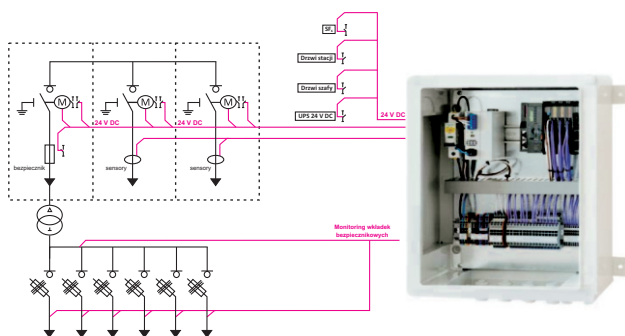 SF₆
Drzwi stacji
Drzwi szafy
UPS 24 V DC
24 V DC
M
M
M
24 V DC
24 V DC
bezpiecznik
sensory
sensory
Monitoring wkładek
bezpiecznikowych